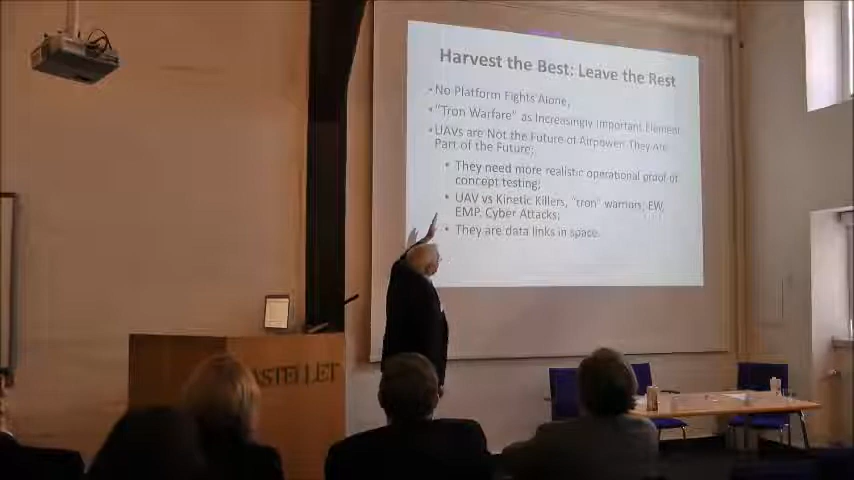 Harvest the Best; Leave the Rest
• No Platform Fights Alone,
• "Tron Warfare" as Increasingly Important Element
• UAVs are Not the Future of Airpower: They Are
Part of the Future;
• They need more realistic operational proof of
concept testing;
• UAV vs Kinetic Killers, "tron" warriors, EW,
EMP, Cyber Attacks;
• They are data links in space.
ASTELLET